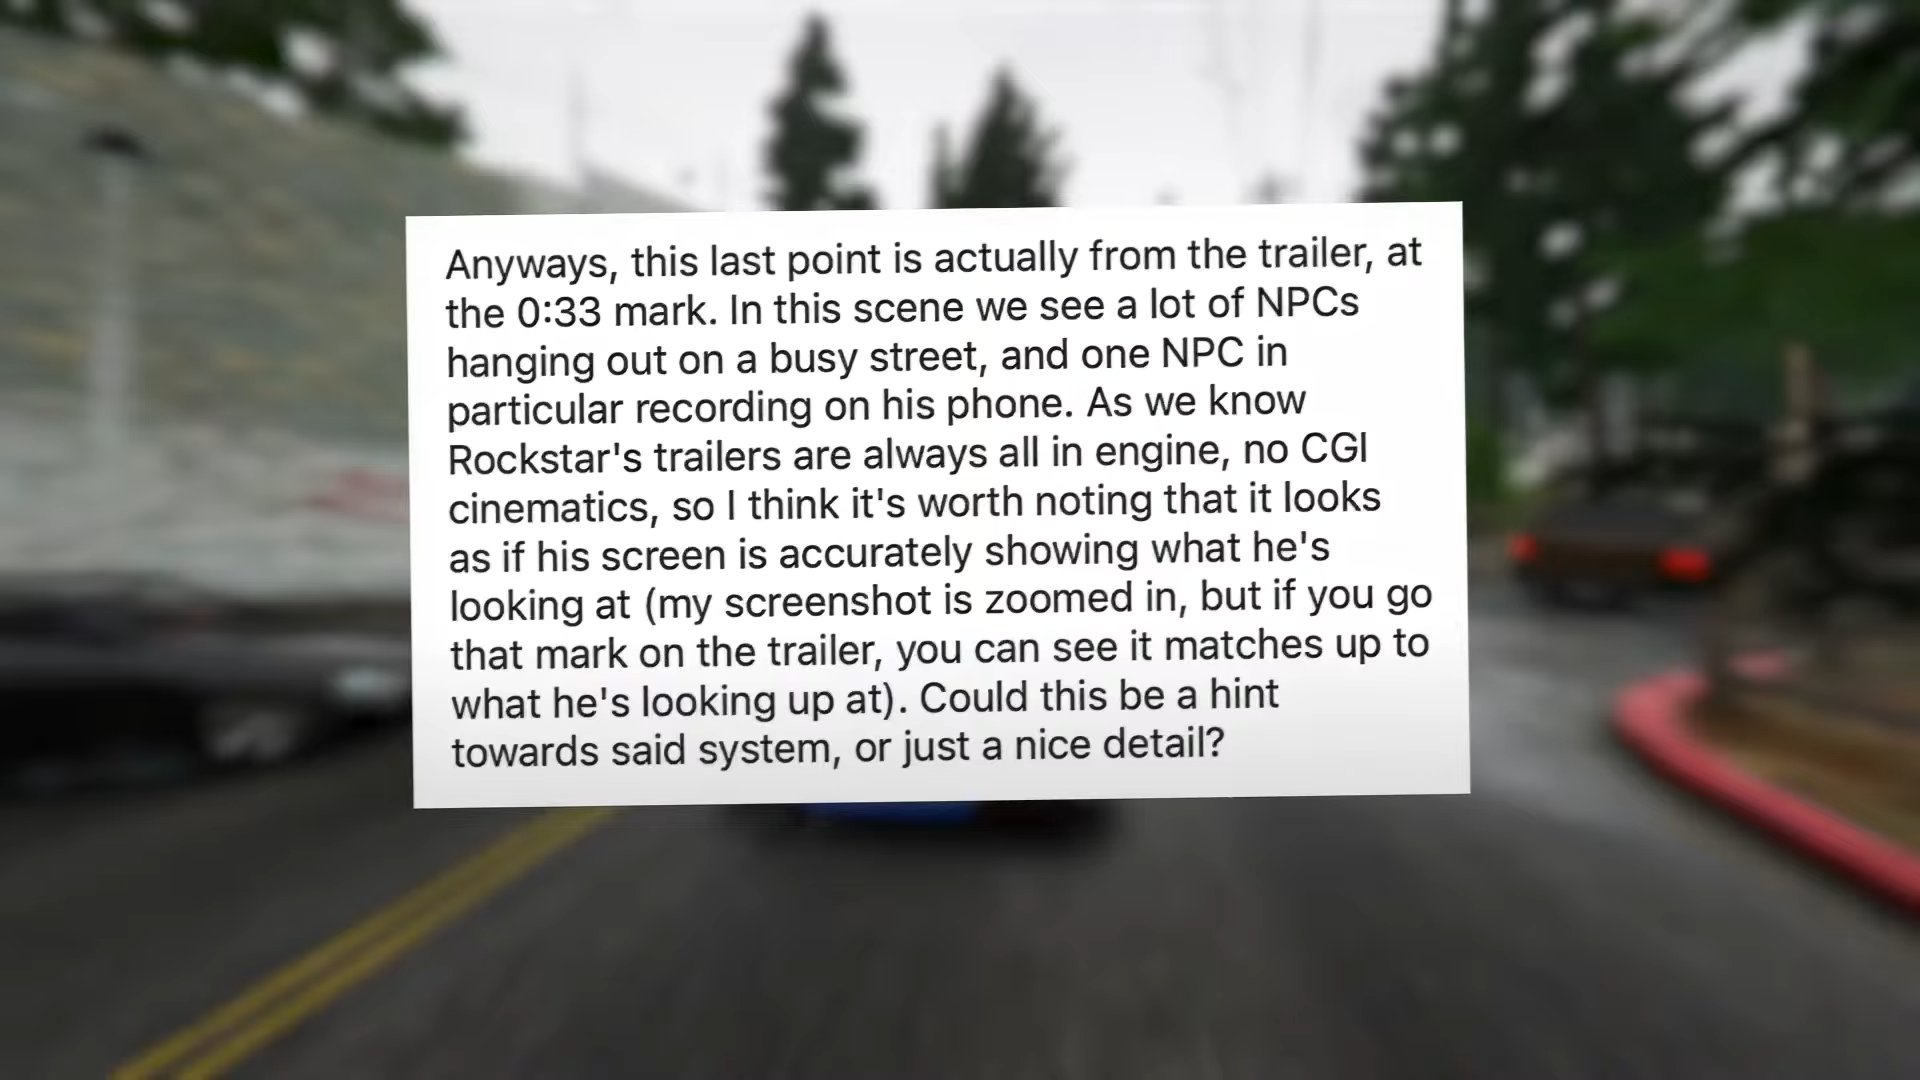 Anyways, this last point is actually from the trailer, at
the 0:33 mark. In this scene we see a lot of NPCs
hanging out on a busy street, and one NPC in
particular recording on his phone. As we know
Rockstar's trailers are always all in engine, no CGI
cinematics, so I think it's worth noting that it looks
as if his screen is accurately showing what he's
looking at (my screenshot is zoomed in, but if you go
that mark on the trailer, you can see it matches up to
what he's looking up at). Could this be a hint
towards said system, or just a nice detail?